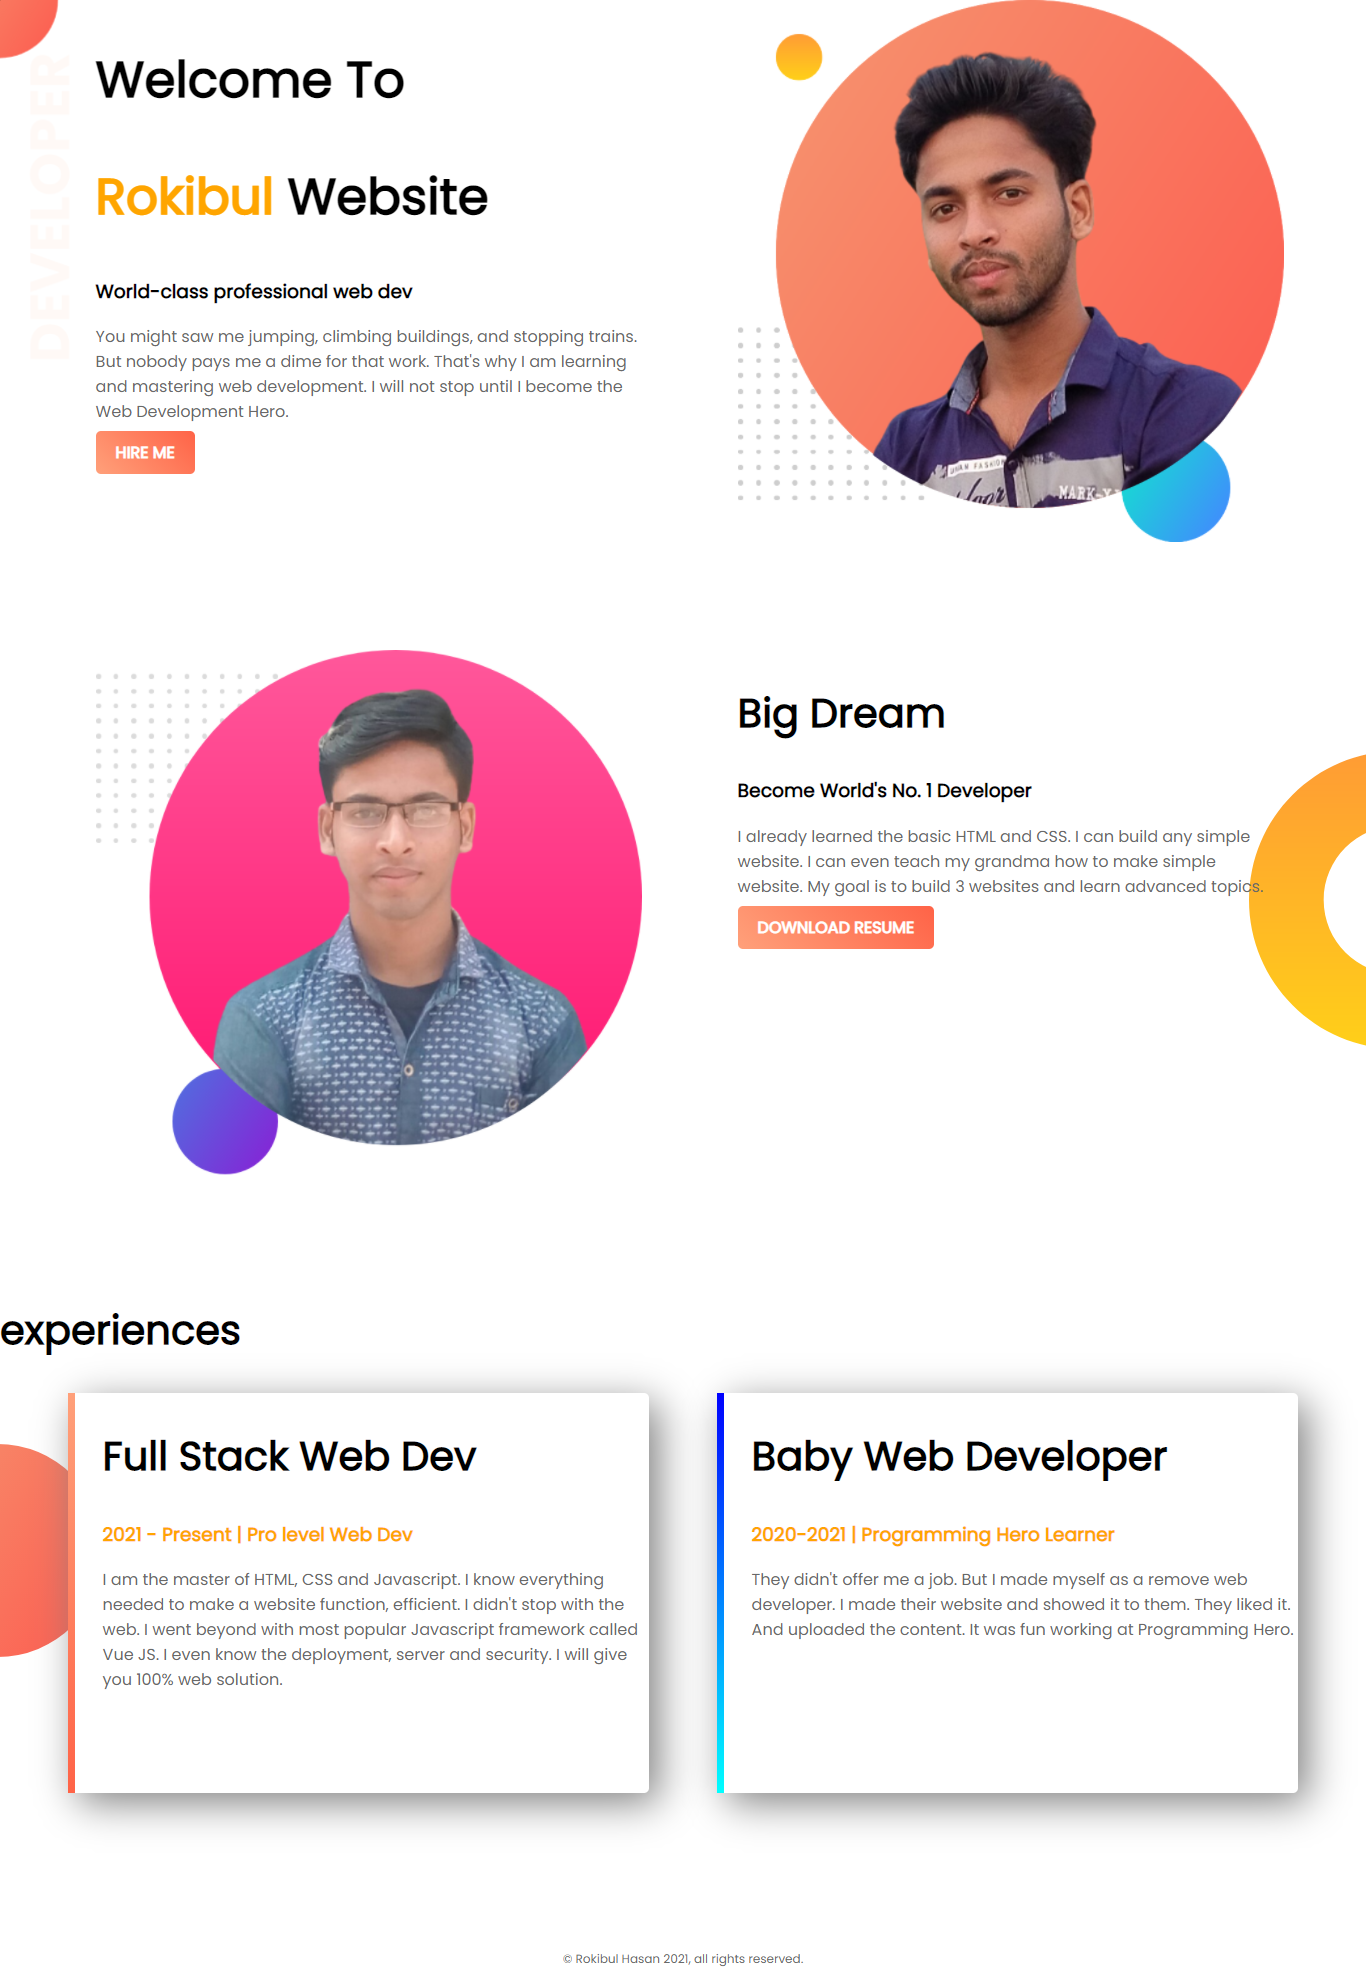 DEVELOPER
Welcome To
Rokibul Website
World-class professional web dev
You might saw me jumping, climbing buildings, and stopping trains.
But nobody pays me a dime for that work. That's why I am learning
and mastering web development. I will not stop until I become the
Web Development Hero.
HIRE ME
MARK-X
Big Dream
Become World's No. 1 Developer
I already learned the basic HTML and CSS. I can build any simple
website. I can even teach my grandma how to make simple
website. My goal is to build 3 websites and learn advanced topics.
DOWNLOAD RESUME
experiences
Full Stack Web Dev
2021 - Present | Pro level Web Dev
I am the master of HTML, CSS and Javascript. I know everything
needed to make a website function, efficient. I didn't stop with the
web. I went beyond with most popular Javascript framework called
Vue JS. I even know the deployment, server and security. I will give
you 100% web solution.
Baby Web Developer
2020-2021 | Programming Hero Learner
They didn't offer me a job. But I made myself as a remove web
developer. I made their website and showed it to them. They liked it.
And uploaded the content. It was fun working at Programming Hero.
© Rokibul Hasan 2021, all rights reserved.